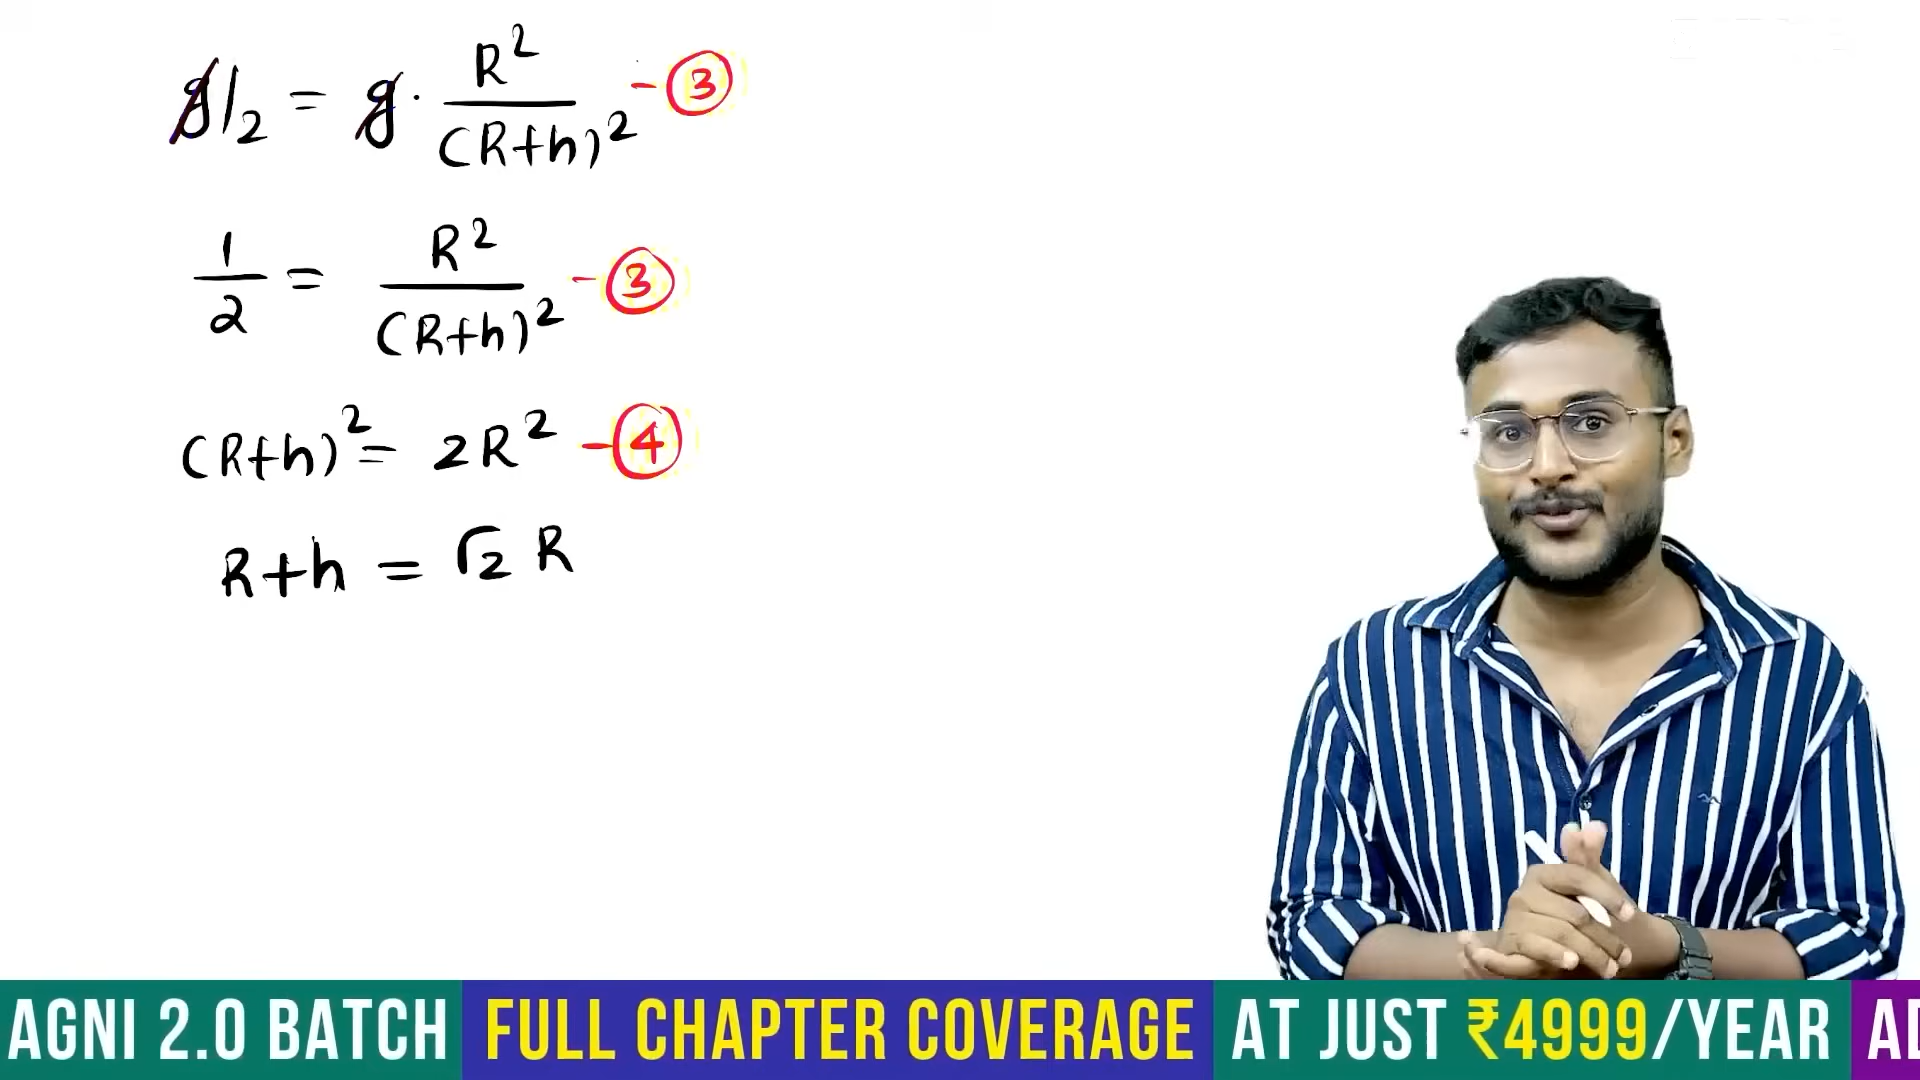 g/2 = g · R² / (R+h)² - ③
1/2 = R² / (R+h)² - ③
(R+h)² = 2R² - ④
R+h = √2 R
AGNI 2.0 BATCH FULL CHAPTER COVERAGE AT JUST ₹4999/YEAR